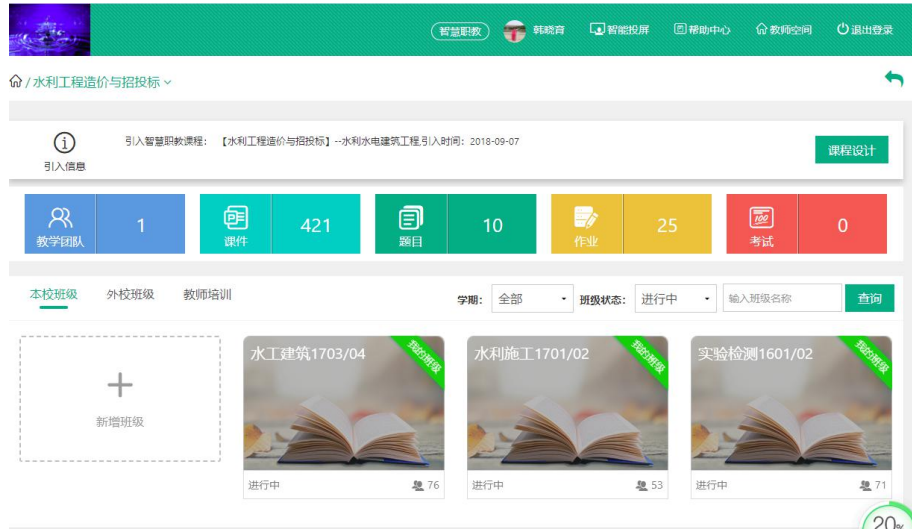 智慧职教 韩晓育 智能投屏 帮助中心 教师空间 退出登录
/ 水利工程造价与招投标
引入信息 引入智慧职教课程：【水利工程造价与招投标】--水利水电建筑工程,引入时间：2018-09-07 课程设计
教学团队 1 课件 421 题目 10 作业 25 考试 0
本校班级 外校班级 教师培训 学期： 全部 班级状态： 进行中 输入班级名称 查询
新增班级
水工建筑1703/04 我的班级
进行中 76
水利施工1701/02 我的班级
进行中 53
实验检测1601/02 我的班级
进行中 71
20%